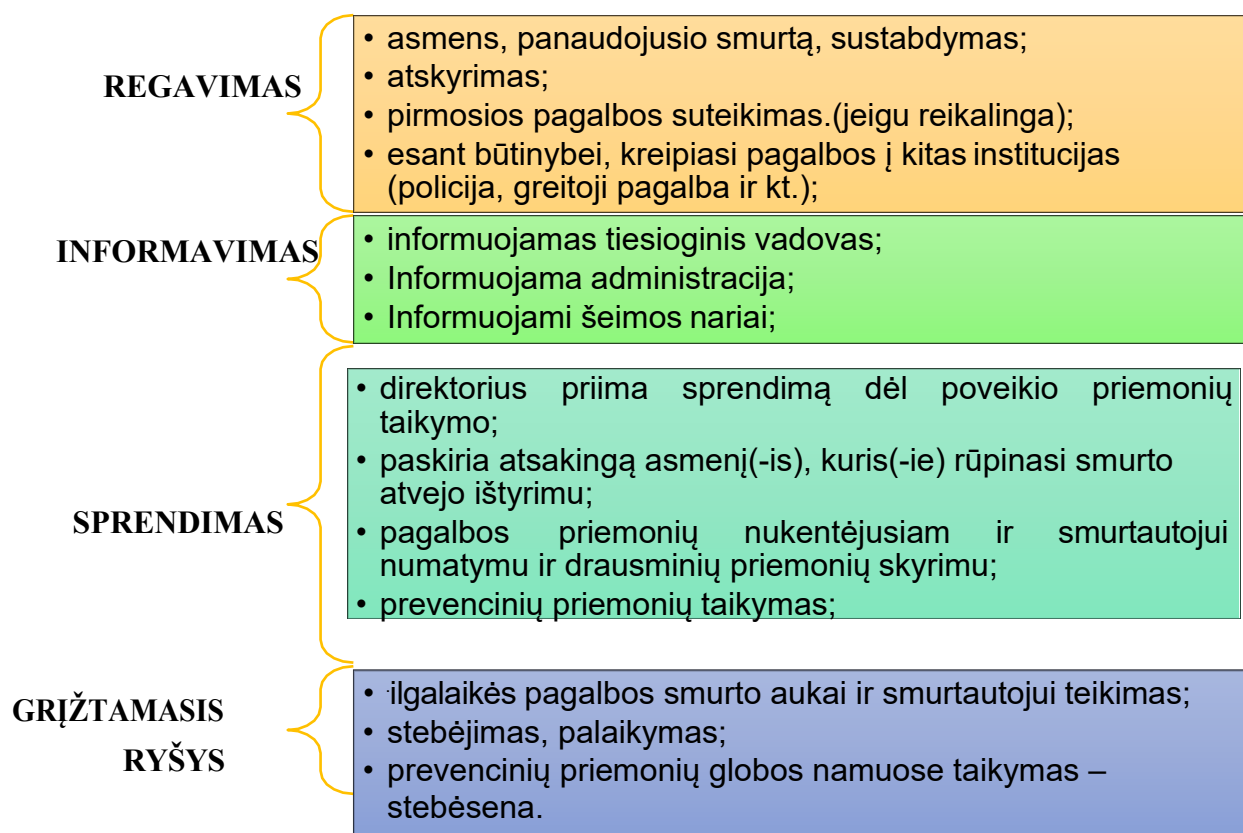 REGAVIMAS
• asmens, panaudojusio smurtą, sustabdymas;
• atskyrimas;
• pirmosios pagalbos suteikimas.(jeigu reikalinga);
• esant būtinybei, kreipiasi pagalbos į kitas institucijas
(policija, greitoji pagalba ir kt.);
INFORMAVIMAS
• informuojamas tiesioginis vadovas;
• Informuojama administracija;
• Informuojami šeimos nariai;
SPRENDIMAS
• direktorius priima sprendimą dėl poveikio priemonių
taikymo;
• paskiria atsakingą asmenį(-is), kuris(-ie) rūpinasi smurto
atvejo ištyrimu;
• pagalbos priemonių nukentėjusiam ir smurtautojui
numatymu ir drausminių priemonių skyrimu;
• prevencinių priemonių taikymas;
GRĮŽTAMASIS
RYŠYS
• ilgalaikės pagalbos smurto aukai ir smurtautojui teikimas;
• stebėjimas, palaikymas;
• prevencinių priemonių globos namuose taikymas –
stebėsena.